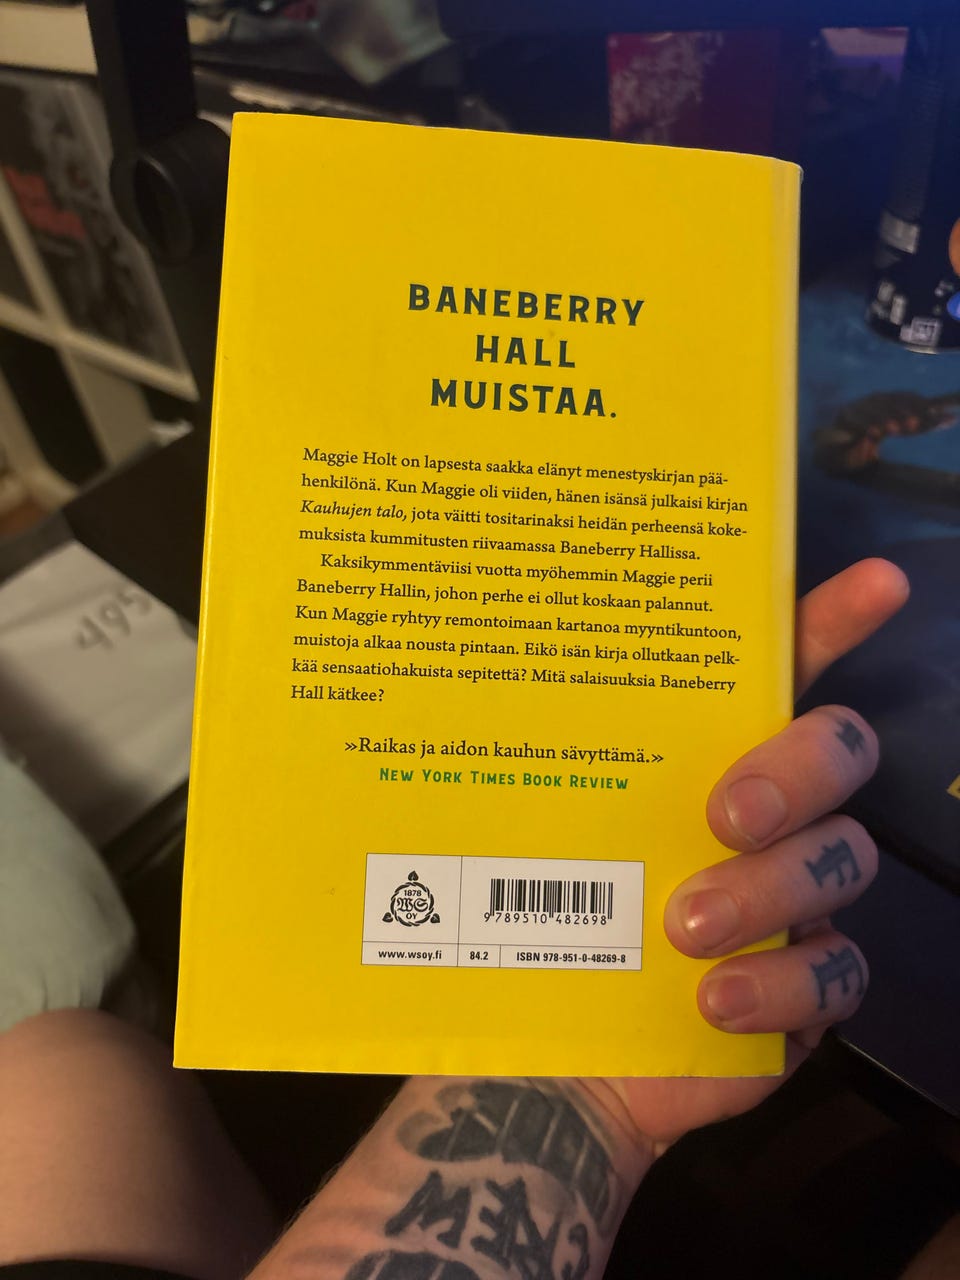 BANEBERRY
HALL
MUISTAA.
Maggie Holt on lapsesta saakka elänyt menestyskirjan pää-
henkilönä. Kun Maggie oli viiden, hänen isänsä julkaisi kirjan
Kauhujen talo, jota väitti tositarinaksi heidän perheensä koke-
muksista kummitusten riivaamassa Baneberry Hallissa.
Kaksikymmentäviisi vuotta myöhemmin Maggie perii
Baneberry Hallin, johon perhe ei ollut koskaan palannut.
Kun Maggie ryhtyy remontoimaan kartanoa myyntikuntoon,
muistoja alkaa nousta pintaan. Eikö isän kirja ollutkaan pelk-
kää sensaatiohakuista sepitettä? Mitä salaisuuksia Baneberry
Hall kätkee?
»Raikas ja aidon kauhun sävyttämä.»
NEW YORK TIMES BOOK REVIEW
1878
WS
OY
9 789510 482698
www.wsoy.fi
84.2
ISBN 978-951-0-48269-8
495
F
F
CREW